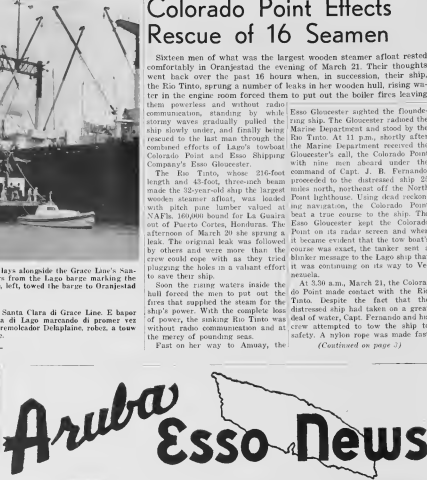 Colorado Point Effects
Rescue of 16 Seamen
Sixteen men of what was the largest wooden steamer afloat rested
comfortably in Oranjestad the evening of March 21. Their thoughts
went back over the past 16 hours when, in succession, their ship,
the Rio Tinto, sprung a number of leaks in her wooden hull, rising wa-
ter in the engine room forced them to put out the boiler fires leaving
them powerless and without radio
communication, standing by while
stormy waves gradually pulled the
ship slowly under, and finally being
rescued to the last man through the
combined efforts of Lago's towboat
Colorado Point and Esso Shipping
Company's Esso Gloucester.
The Rio Tinto, whose 216-foot
length and 43-foot, three-inch beam
made the 32-year-old ship the largest
wooden steamer afloat, was loaded
with pitch pine lumber valued at
NAFls. 160,000 bound for La Guaira
out of Puerto Cortes, Honduras. The
afternoon of March 20 she sprung a
leak. The original leak was followed
by others and were more than the
crew could cope with as they tried
plugging the holes in a valiant effort
to save their ship.
Soon the rising waters inside the
hull forced the men to put out the
fires that supplied the steam for the
ship's power. With the complete loss
of power, the sinking Rio Tinto was
without radio communication and at
the mercy of pounding seas.
Fast on her way to Amuay, the
Esso Gloucester sighted the flounde-
ring ship. The Gloucester radioed the
Marine Department and stood by the
Rio Tinto. At 11 p.m., shortly after
the Marine Department received the
Gloucester's call, the Colorado Point
with nine men aboard under the
command of Capt. J. B. Fernando
proceeded to the distressed ship 2
miles north, northeast off the North
Point lighthouse. Using dead reckon-
ing navigation, the Colorado Point
beat a true course to the ship. The
Esso Gloucester kept the Colorado
Point on its radar screen and when
it became evident that the tow boat's
course was exact, the tanker sent a
blinker message to the Lago ship that
it was continuing on its way to Ve-
nezuela.
At 3.30 a.m., March 21, the Colora-
do Point made contact with the Rio
Tinto. Despite the fact that the
distressed ship had taken on a great
deal of water, Capt. Fernando and his
crew attempted to tow the ship to
safety. A nylon rope was made fast
(Continued on page 3)
lays alongside the Grace Line's San-
rs from the Lago barge marking the
, left, towed the barge to Oranjestad
Santa Clara di Grace Line. E bapor
a di Lago marcando di promer vez
remolcador Delaplaine, robez, a touw
e.
Aruba Esso News